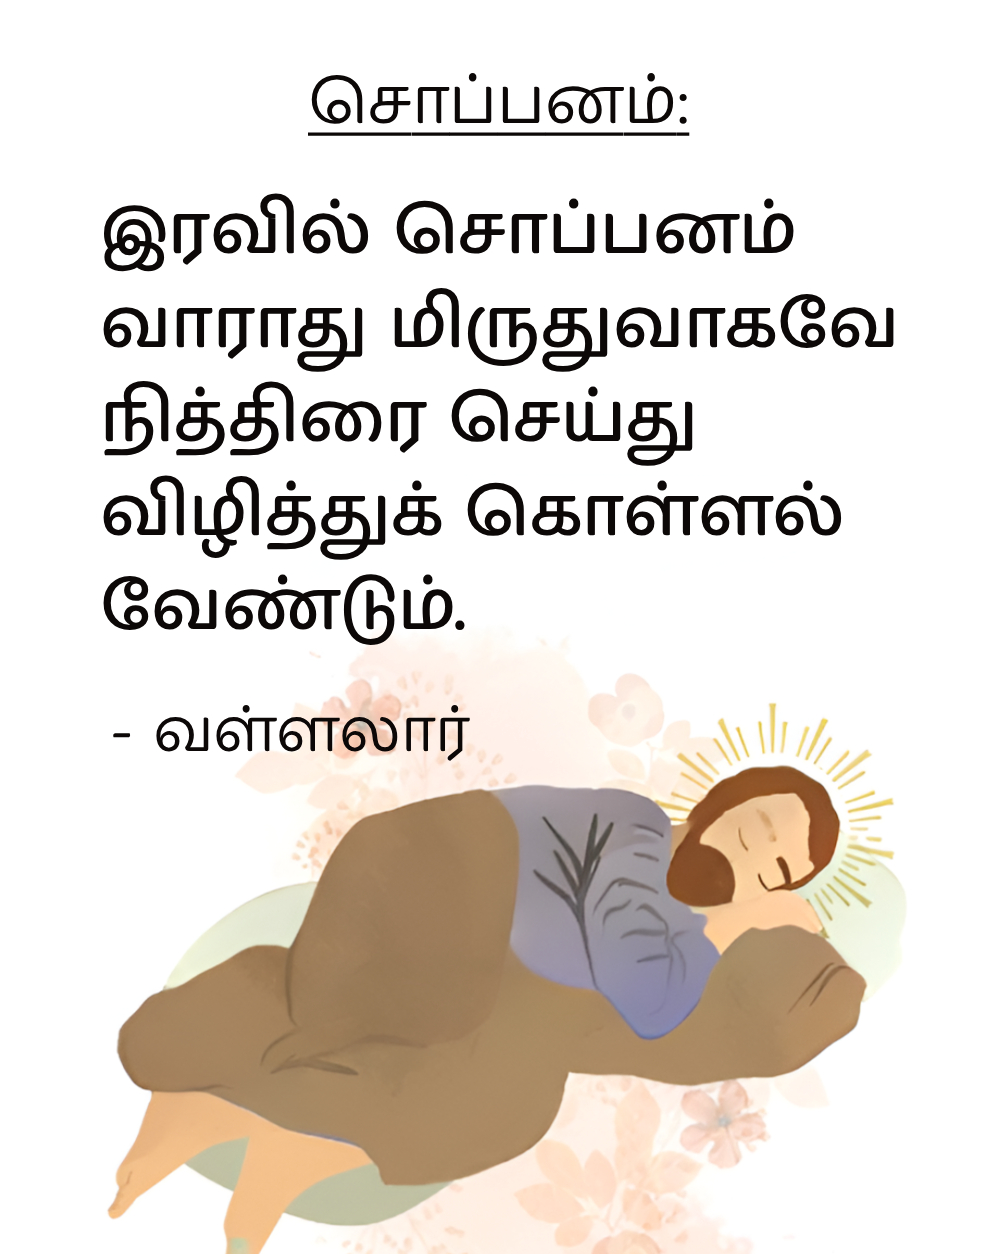 சொப்பனம்:
இரவில் சொப்பனம்
வாராது மிருதுவாகவே
நித்திரை செய்து
விழித்துக் கொள்ளல்
வேண்டும்.
- வள்ளலார்